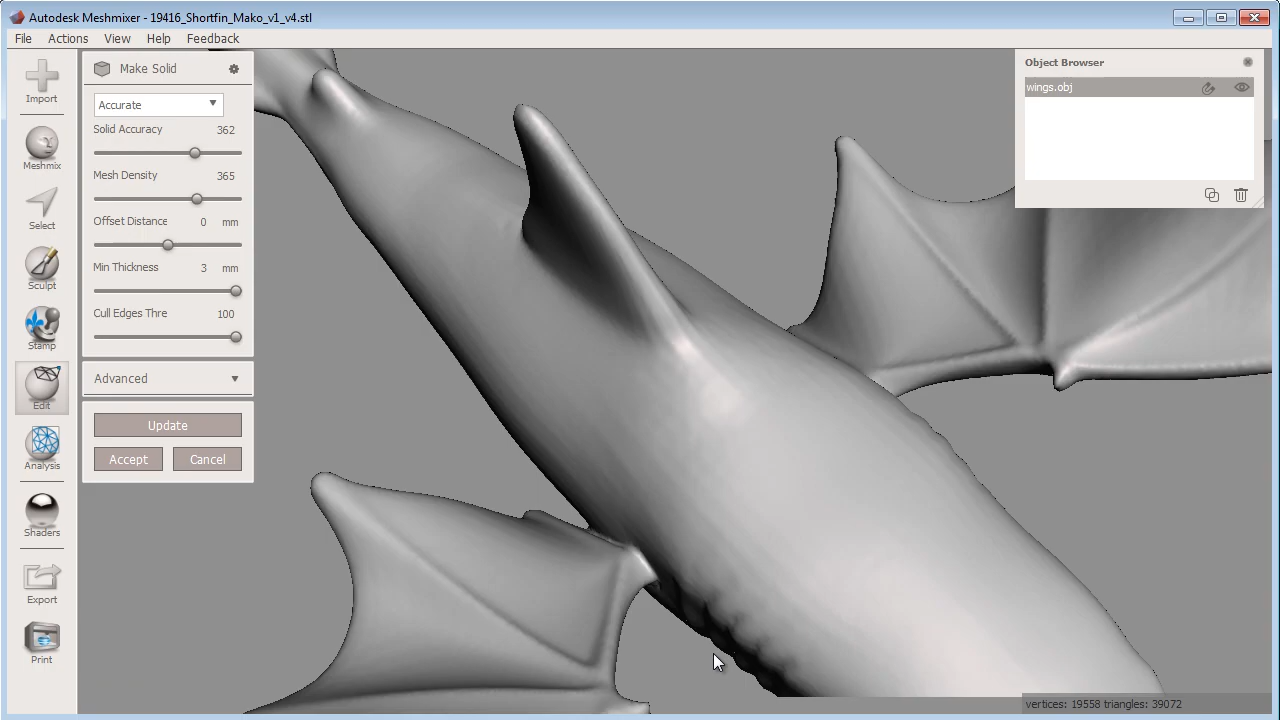 Autodesk Meshmixer - 19416_Shortfin_Mako_v1_v4.stl
File Actions View Help Feedback
Import
Meshmix
Select
Sculpt
Stamp
Edit
Analysis
Shaders
Export
Print
Make Solid
Accurate
Solid Accuracy 362
Mesh Density 365
Offset Distance 0 mm
Min Thickness 3 mm
Cull Edges Thre 100
Advanced
Update
Accept Cancel
Object Browser
wings.obj
vertices: 19558 triangles: 39072